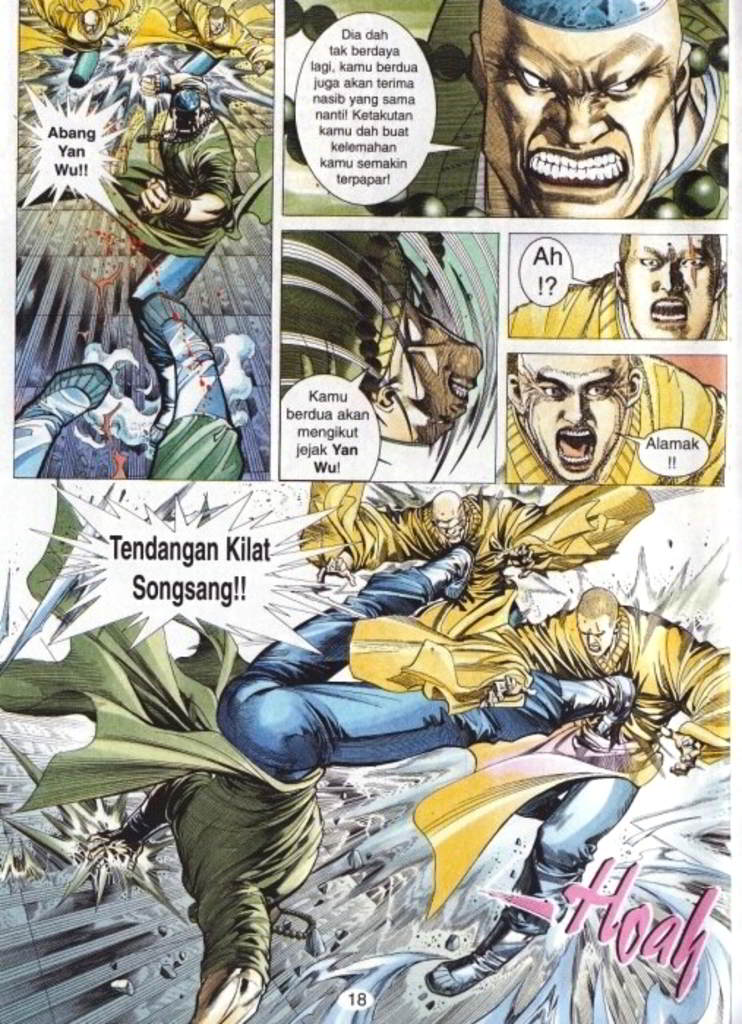 Abang
Yan
Wu!!
Dia dah
tak berdaya
lagi, kamu berdua
juga akan terima
nasib yang sama
nanti! Ketakutan
kamu dah buat
kelemahan
kamu semakin
terpapar!
Kamu
berdua akan
mengikut
jejak Yan
Wu!
Ah
!?
Alamak
!!
Tendangan Kilat
Songsang!!
Hoah
18